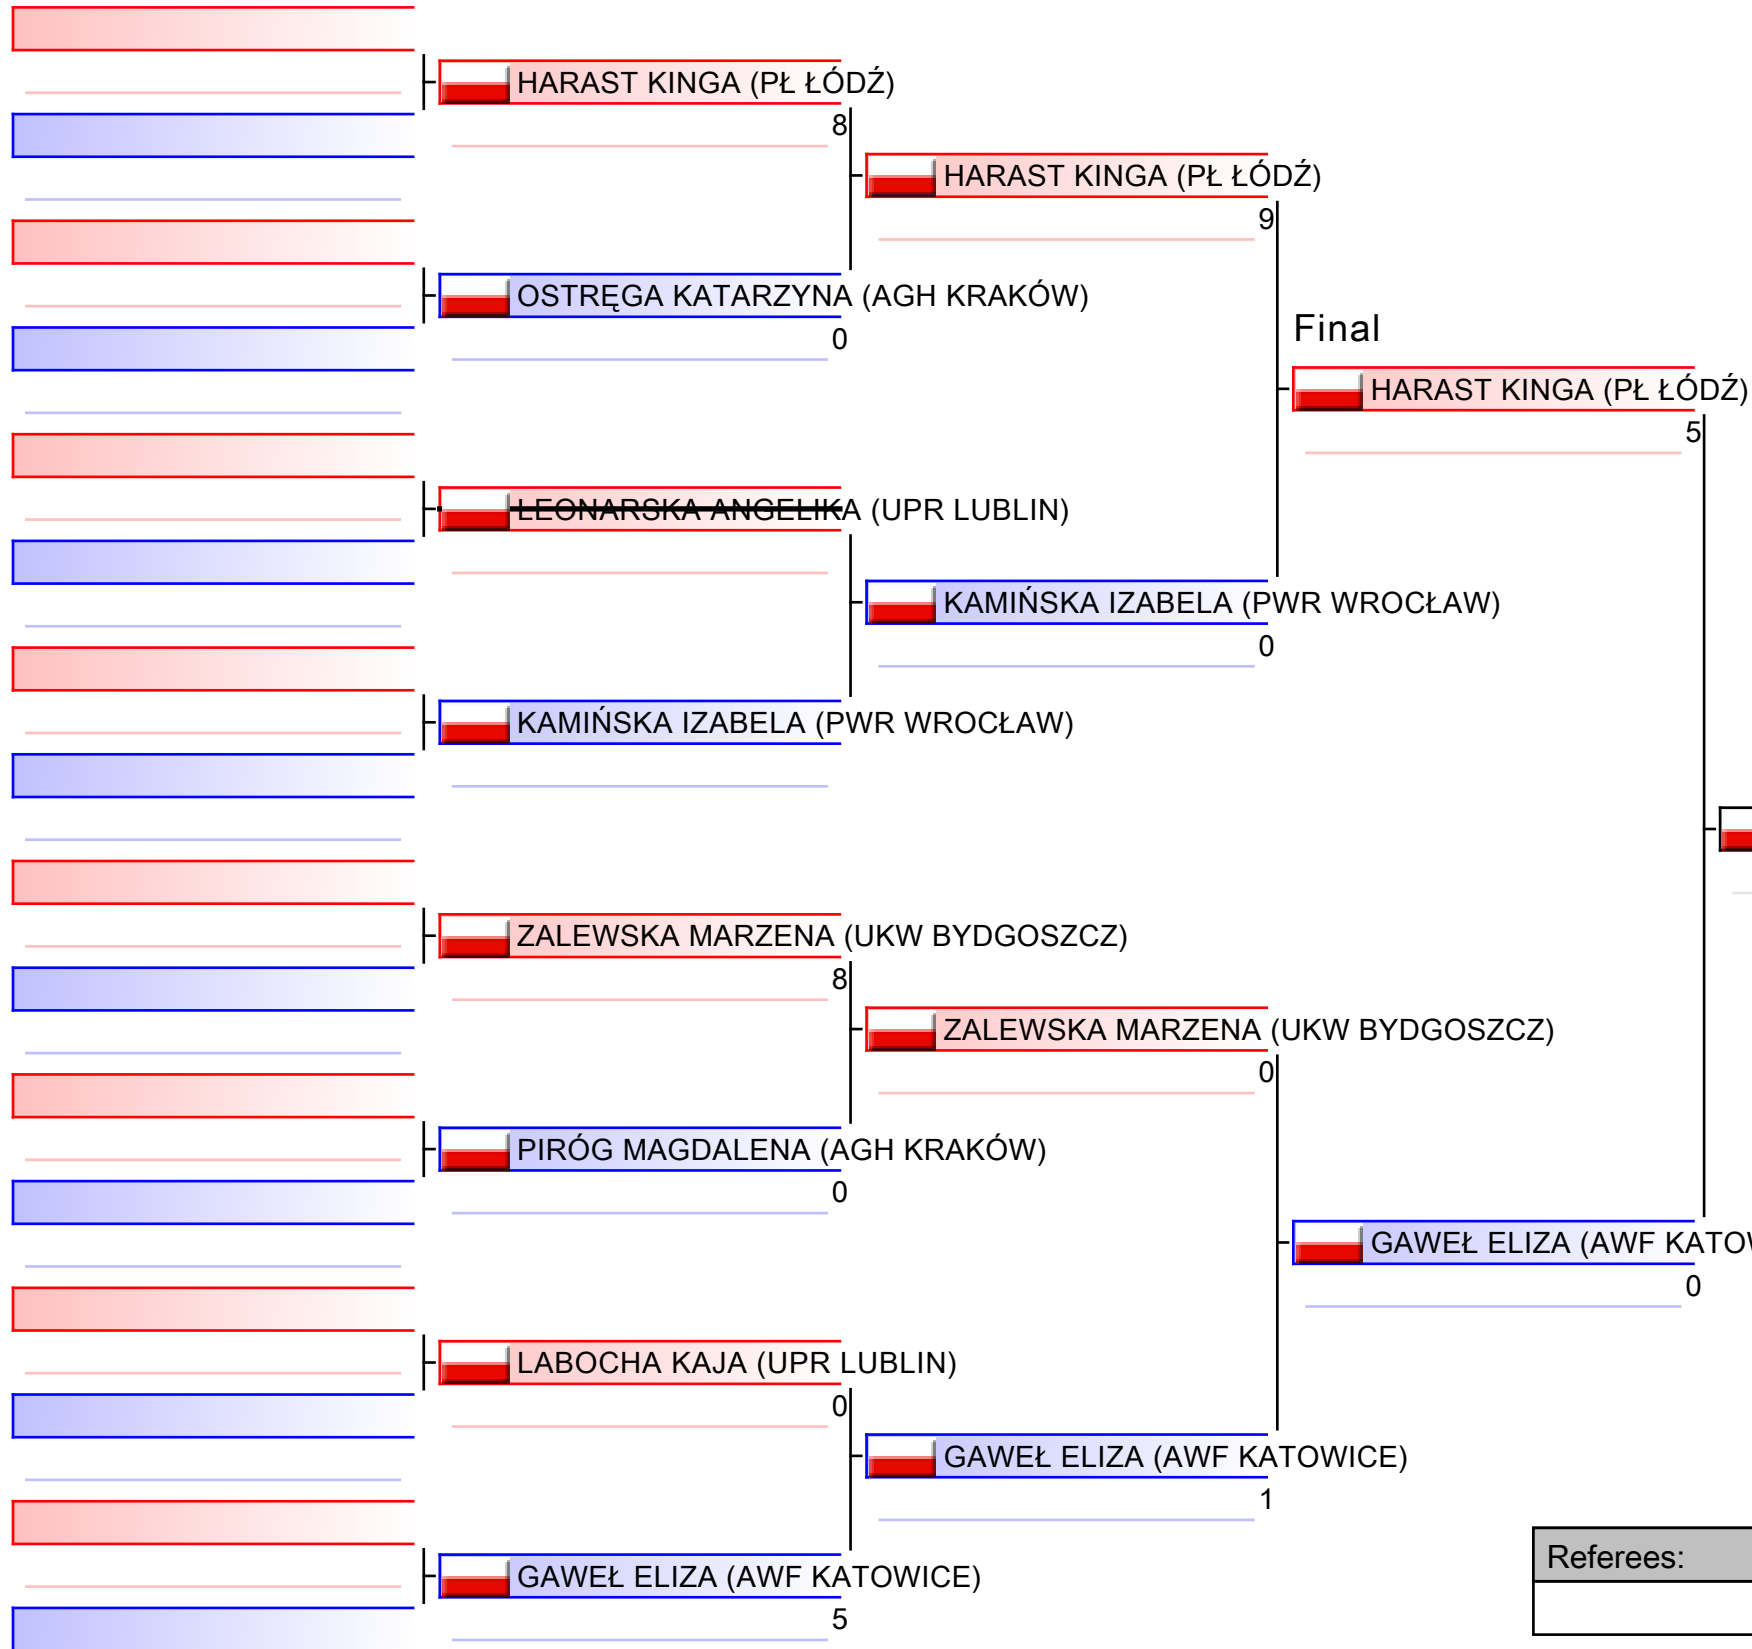 HARAST KINGA (PŁ ŁÓDŹ)
8
HARAST KINGA (PŁ ŁÓDŹ)
9
OSTRĘGA KATARZYNA (AGH KRAKÓW)
0
Final
HARAST KINGA (PŁ ŁÓDŹ)
5
LEONARSKA ANGELIKA (UPR LUBLIN)
KAMIŃSKA IZABELA (PWR WROCŁAW)
0
KAMIŃSKA IZABELA (PWR WROCŁAW)
ZALEWSKA MARZENA (UKW BYDGOSZCZ)
8
ZALEWSKA MARZENA (UKW BYDGOSZCZ)
0
PIRÓG MAGDALENA (AGH KRAKÓW)
0
GAWEŁ ELIZA (AWF
0
LABOCHA KAJA (UPR LUBLIN)
0
GAWEŁ ELIZA (AWF KATOWICE)
1
GAWEŁ ELIZA (AWF KATOWICE)
5
Referees: